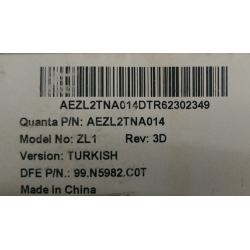 AEZL2TNA014DTR62302349
Quanta P/N: AEZL2TNA014
Model No: ZL1 Rev: 3D
Version: TURKISH
DFE P/N.: 99.N5982.C0T
Made in China